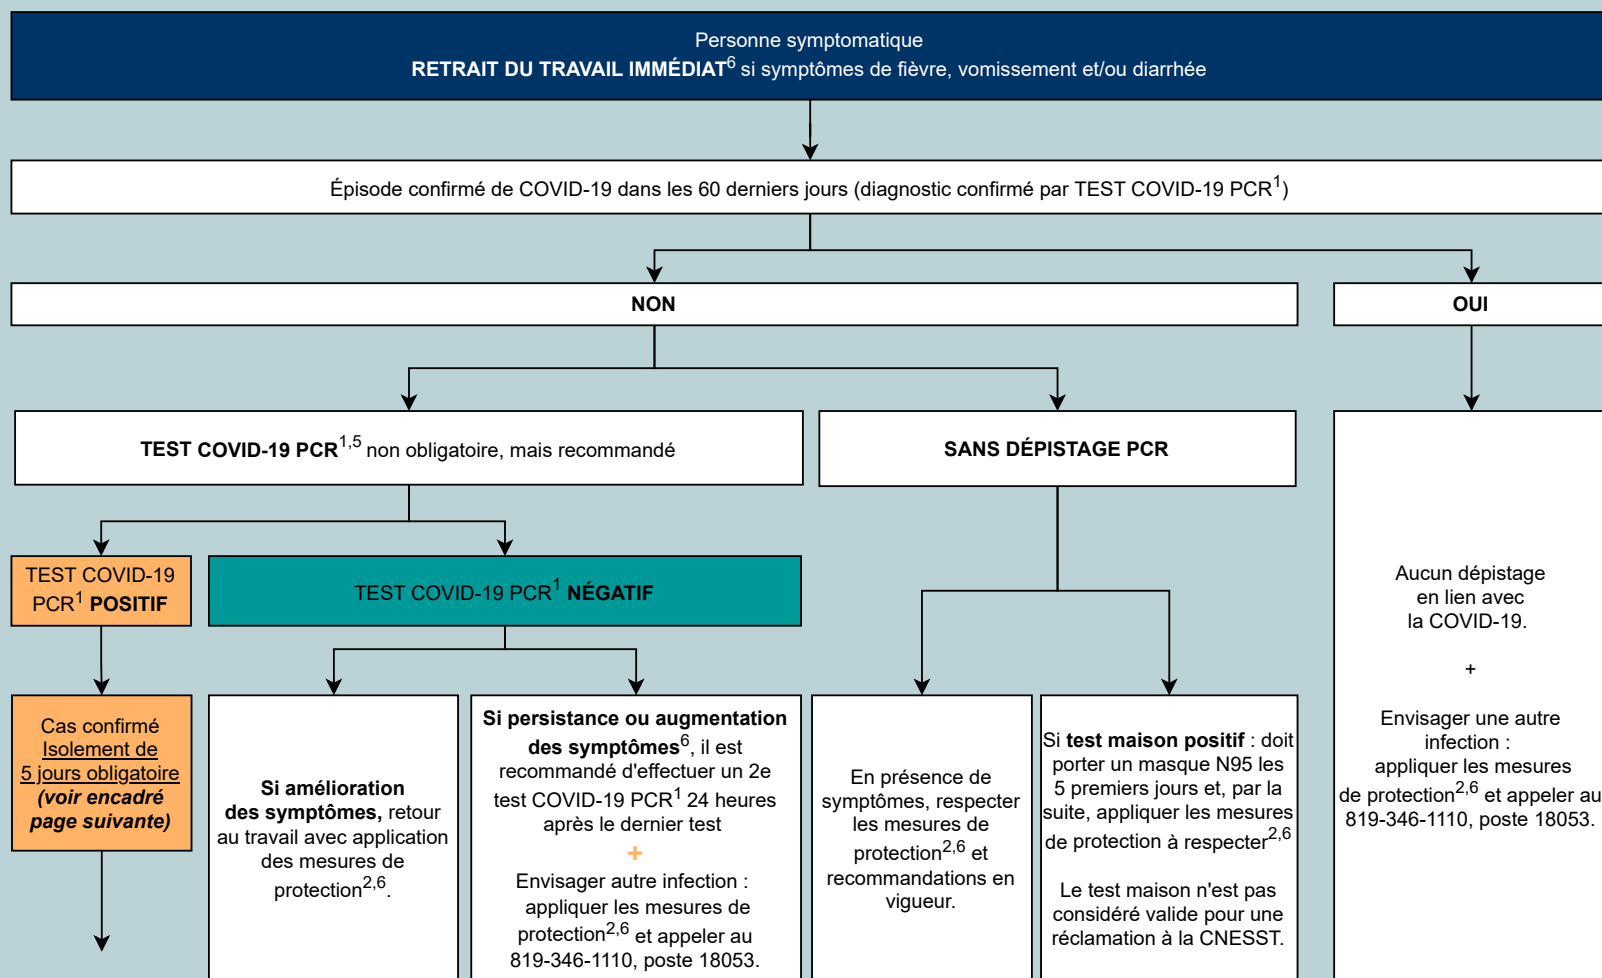 Personne symptomatique
RETRAIT DU TRAVAIL IMMÉDIAT6 si symptômes de fièvre, vomissement et/ou diarrhée
Épisode confirmé de COVID-19 dans les 60 derniers jours (diagnostic confirmé par TEST COVID-19 PCR1)
NON
OUI
TEST COVID-19 PCR1,5 non obligatoire, mais recommandé
SANS DÉPISTAGE PCR
TEST COVID-19
PCR1 POSITIF
TEST COVID-19 PCR1 NÉGATIF
Cas confirmé
Isolement de
5 jours obligatoire
(voir encadré
page suivante)
Si amélioration
des symptômes, retour
au travail avec application
des mesures de
protection2,6.
Si persistance ou augmentation
des symptômes6, il est
recommandé d'effectuer un 2e
test COVID-19 PCR1 24 heures
après le dernier test
+
Envisager autre infection :
appliquer les mesures de
protection2,6 et appeler au
819-346-1110, poste 18053.
En présence de
symptômes, respecter
les mesures de
protection2,6 et
recommandations en
vigueur.
Si test maison positif : doit
porter un masque N95 les
5 premiers jours et, par la
suite, appliquer les mesures
de protection à respecter2,6
Le test maison n'est pas
considéré valide pour une
réclamation à la CNESST.
Aucun dépistage
en lien avec
la COVID-19.
+
Envisager une autre
infection :
appliquer les mesures
de protection2,6 et appeler au
819-346-1110, poste 18053.